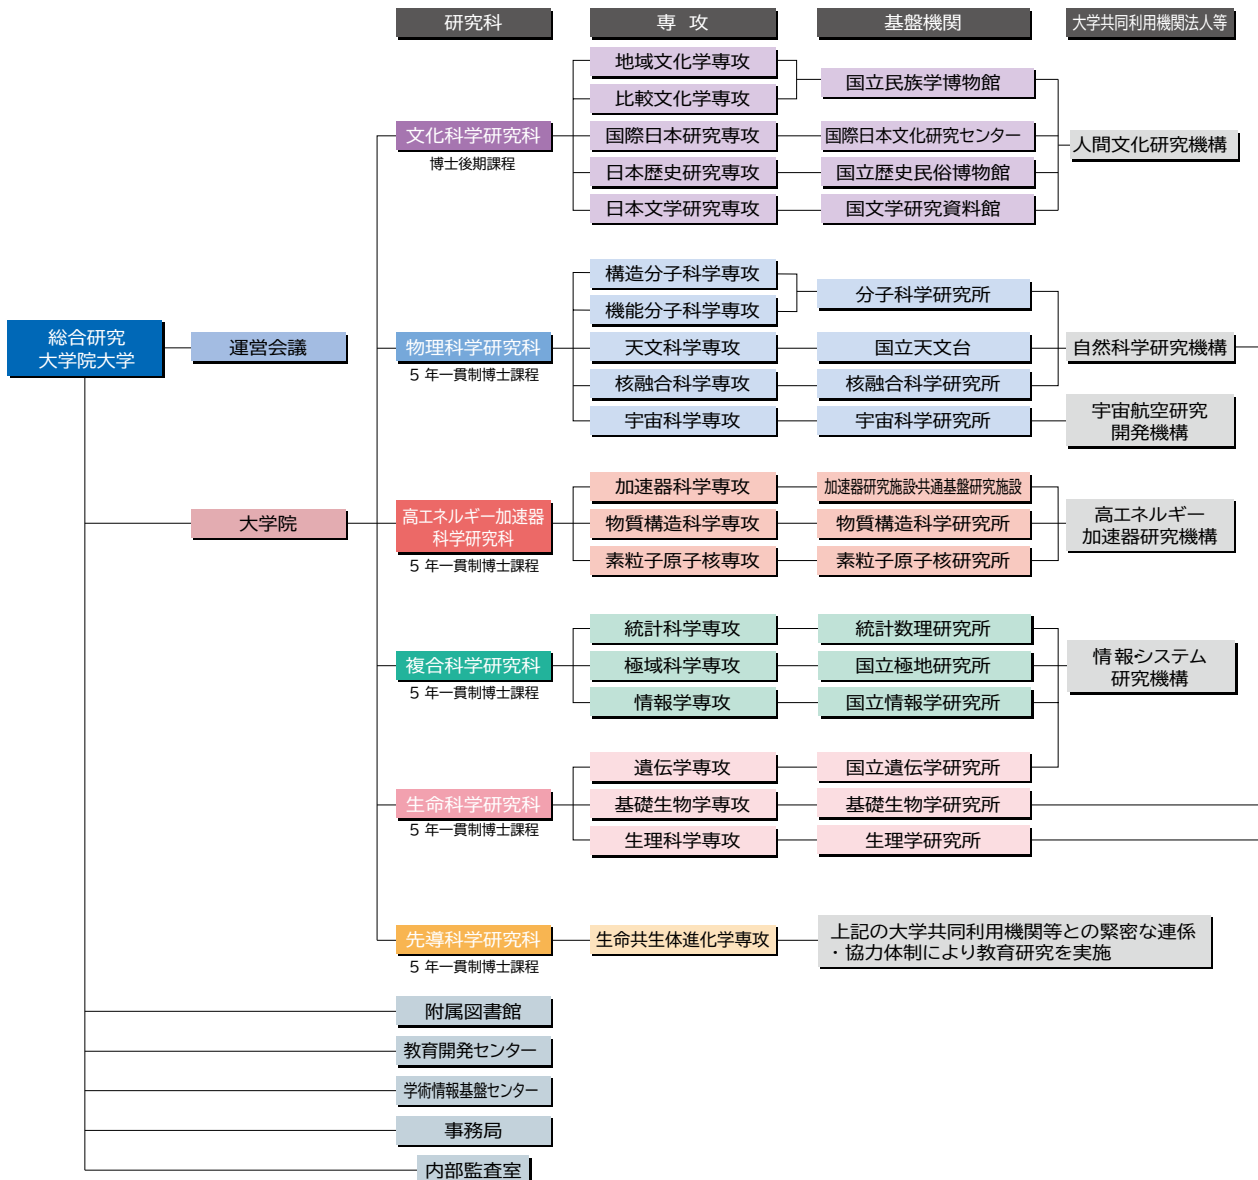 研究科
専 攻
基盤機関
大学共同利用機関法人等
地域文化学専攻
比較文化学専攻
国立民族学博物館
文化科学研究科
博士後期課程
国際日本研究専攻
国際日本文化研究センター
人間文化研究機構
日本歴史研究専攻
国立歴史民俗博物館
日本文学研究専攻
国文学研究資料館
構造分子科学専攻
機能分子科学専攻
分子科学研究所
総合研究
大学院大学
運営会議
物理科学研究科
5 年一貫制博士課程
天文科学専攻
国立天文台
自然科学研究機構
核融合科学専攻
核融合科学研究所
宇宙科学専攻
宇宙科学研究所
宇宙航空研究
開発機構
大学院
高エネルギー加速器
科学研究科
5 年一貫制博士課程
加速器科学専攻
加速器研究施設・共通基盤研究施設
物質構造科学専攻
物質構造科学研究所
高エネルギー
加速器研究機構
素粒子原子核専攻
素粒子原子核研究所
複合科学研究科
5 年一貫制博士課程
統計科学専攻
統計数理研究所
極域科学専攻
国立極地研究所
情報システム
研究機構
情報学専攻
国立情報学研究所
生命科学研究科
5 年一貫制博士課程
遺伝学専攻
国立遺伝学研究所
基礎生物学専攻
基礎生物学研究所
生理科学専攻
生理学研究所
先導科学研究科
5 年一貫制博士課程
生命共生体進化学専攻
上記の大学共同利用機関等との緊密な連係
・協力体制により教育研究を実施
附属図書館
教育開発センター
学術情報基盤センター
事務局
内部監査室